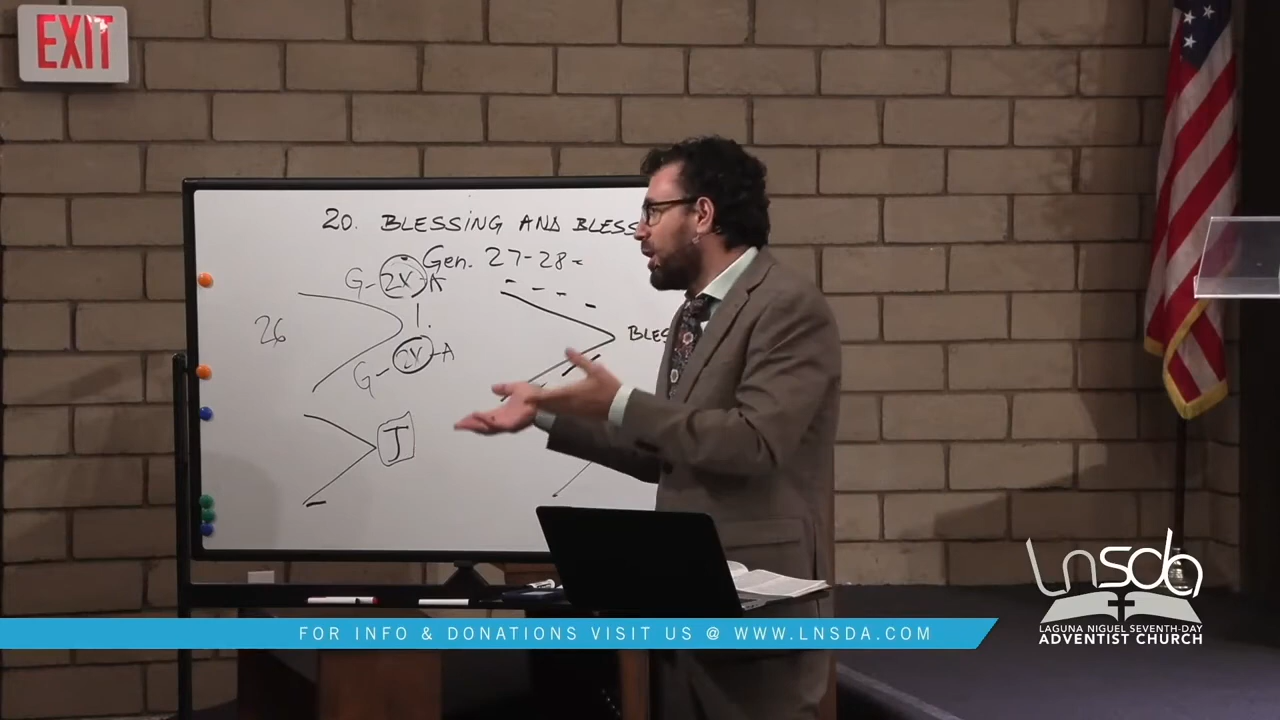 EXIT
20. BLESSING AND BLESS
Gen. 27-28
G-2X-A
26
1.
G-2X-A
BLES
J
LNSDA
LAGUNA NIGUEL SEVENTH-DAY
ADVENTIST CHURCH
FOR INFO & DONATIONS VISIT US @ WWW.LNSDA.COM